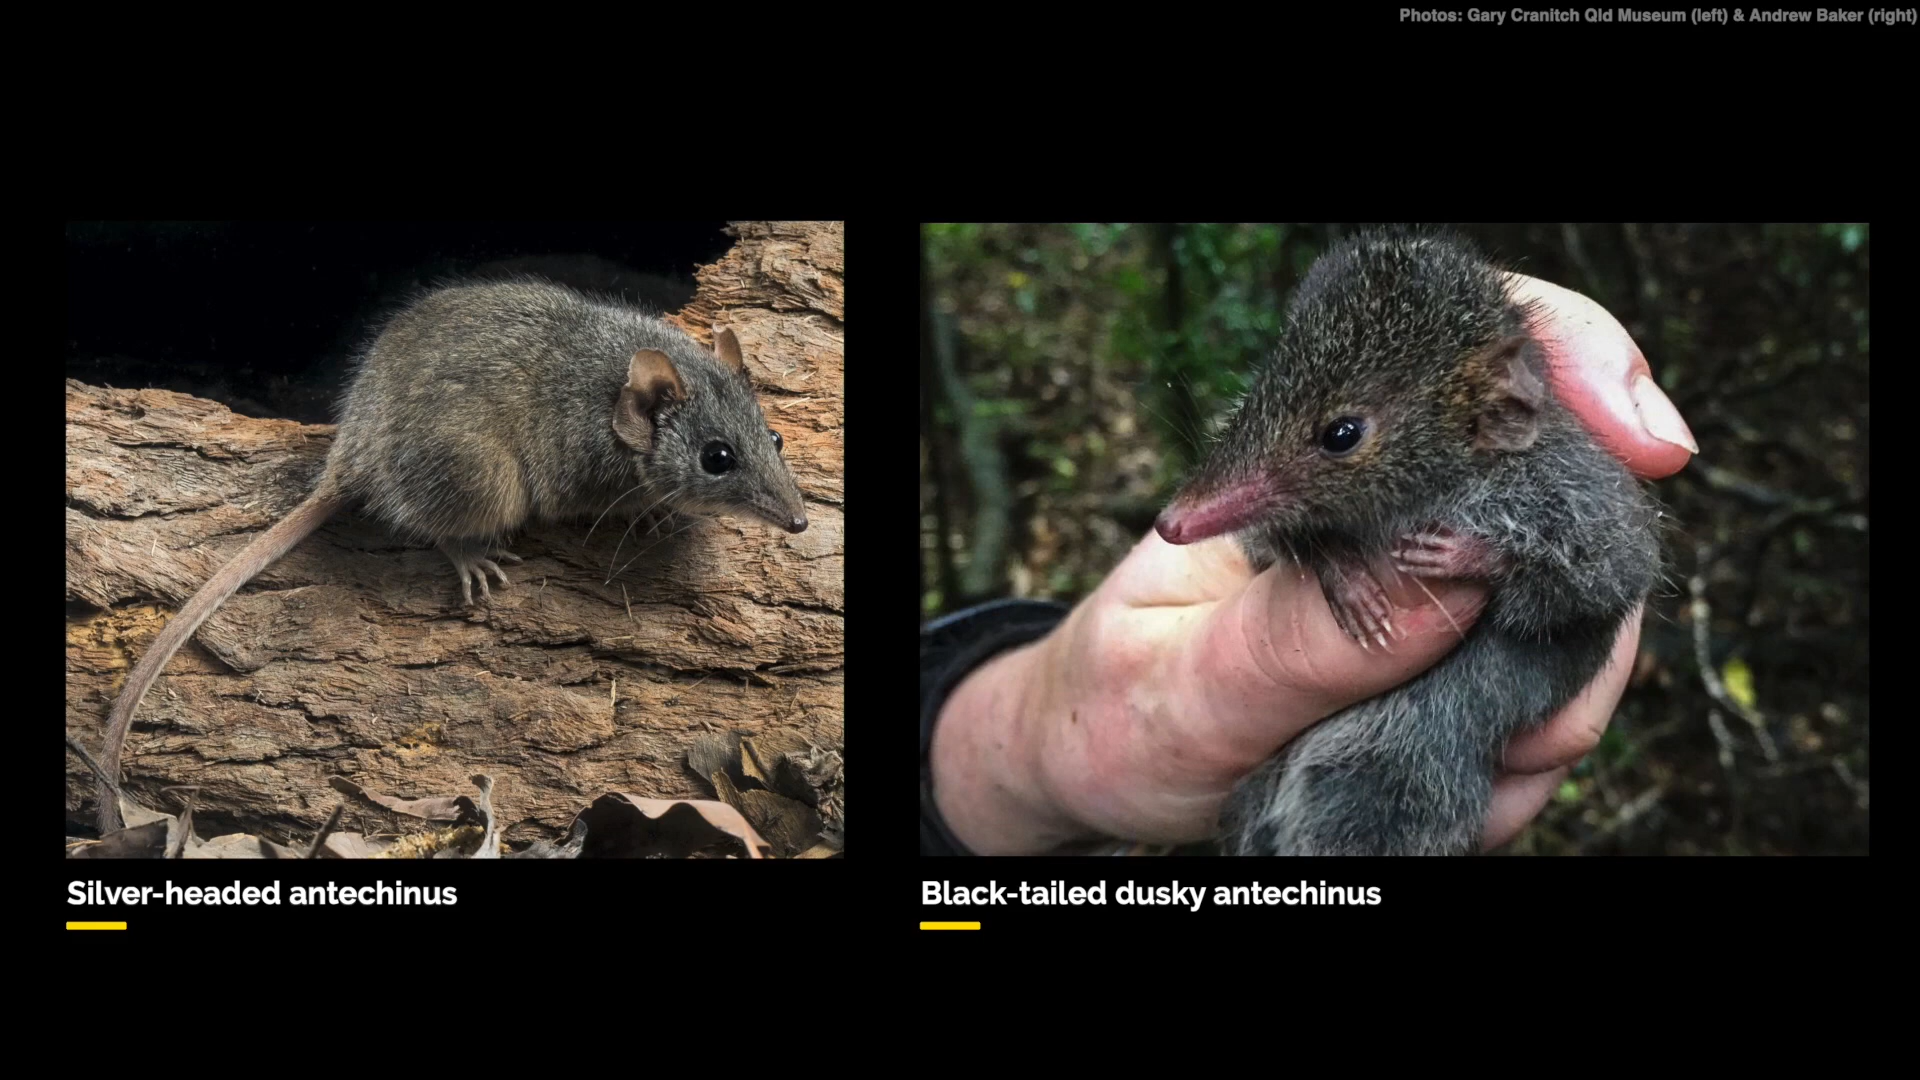 Photos: Gary Cranitch Qld Museum (left) & Andrew Baker (right)
Silver-headed antechinus
Black-tailed dusky antechinus